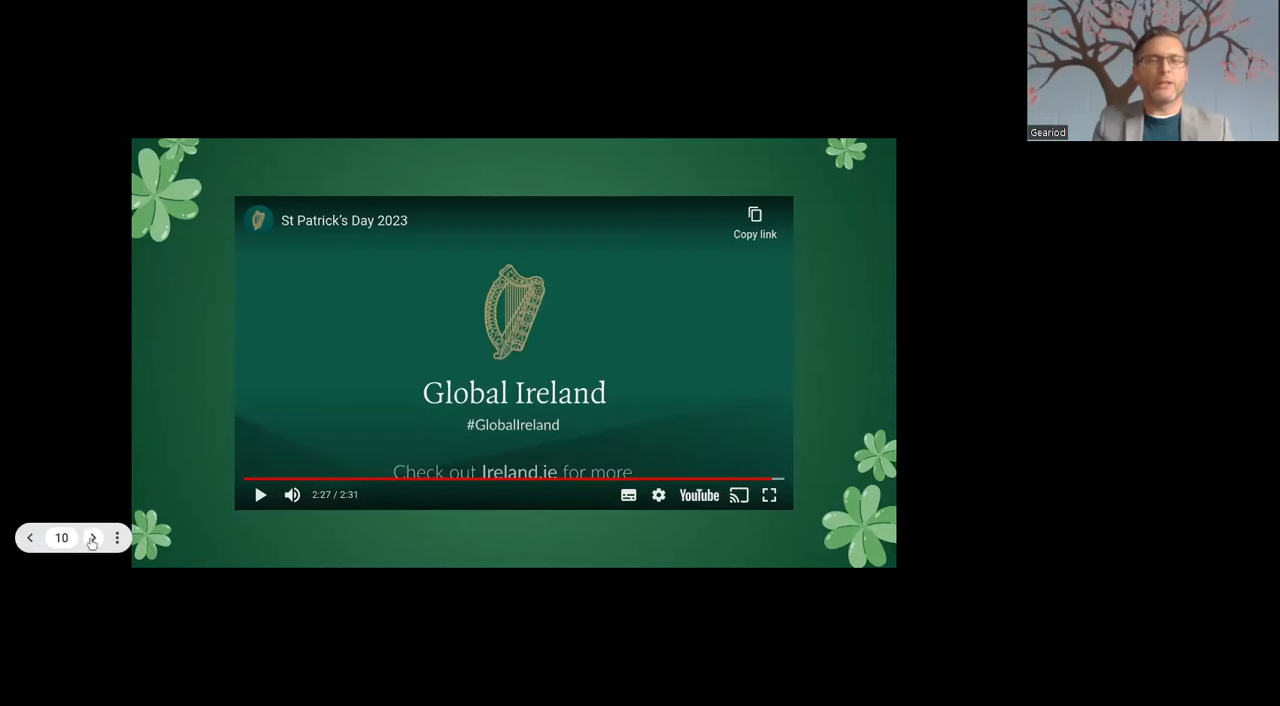 Geariod
St Patrick's Day 2023
Copy link
Global Ireland
#GlobalIreland
Check out Ireland.ie for more
2:27 / 2:31
YouTube
10